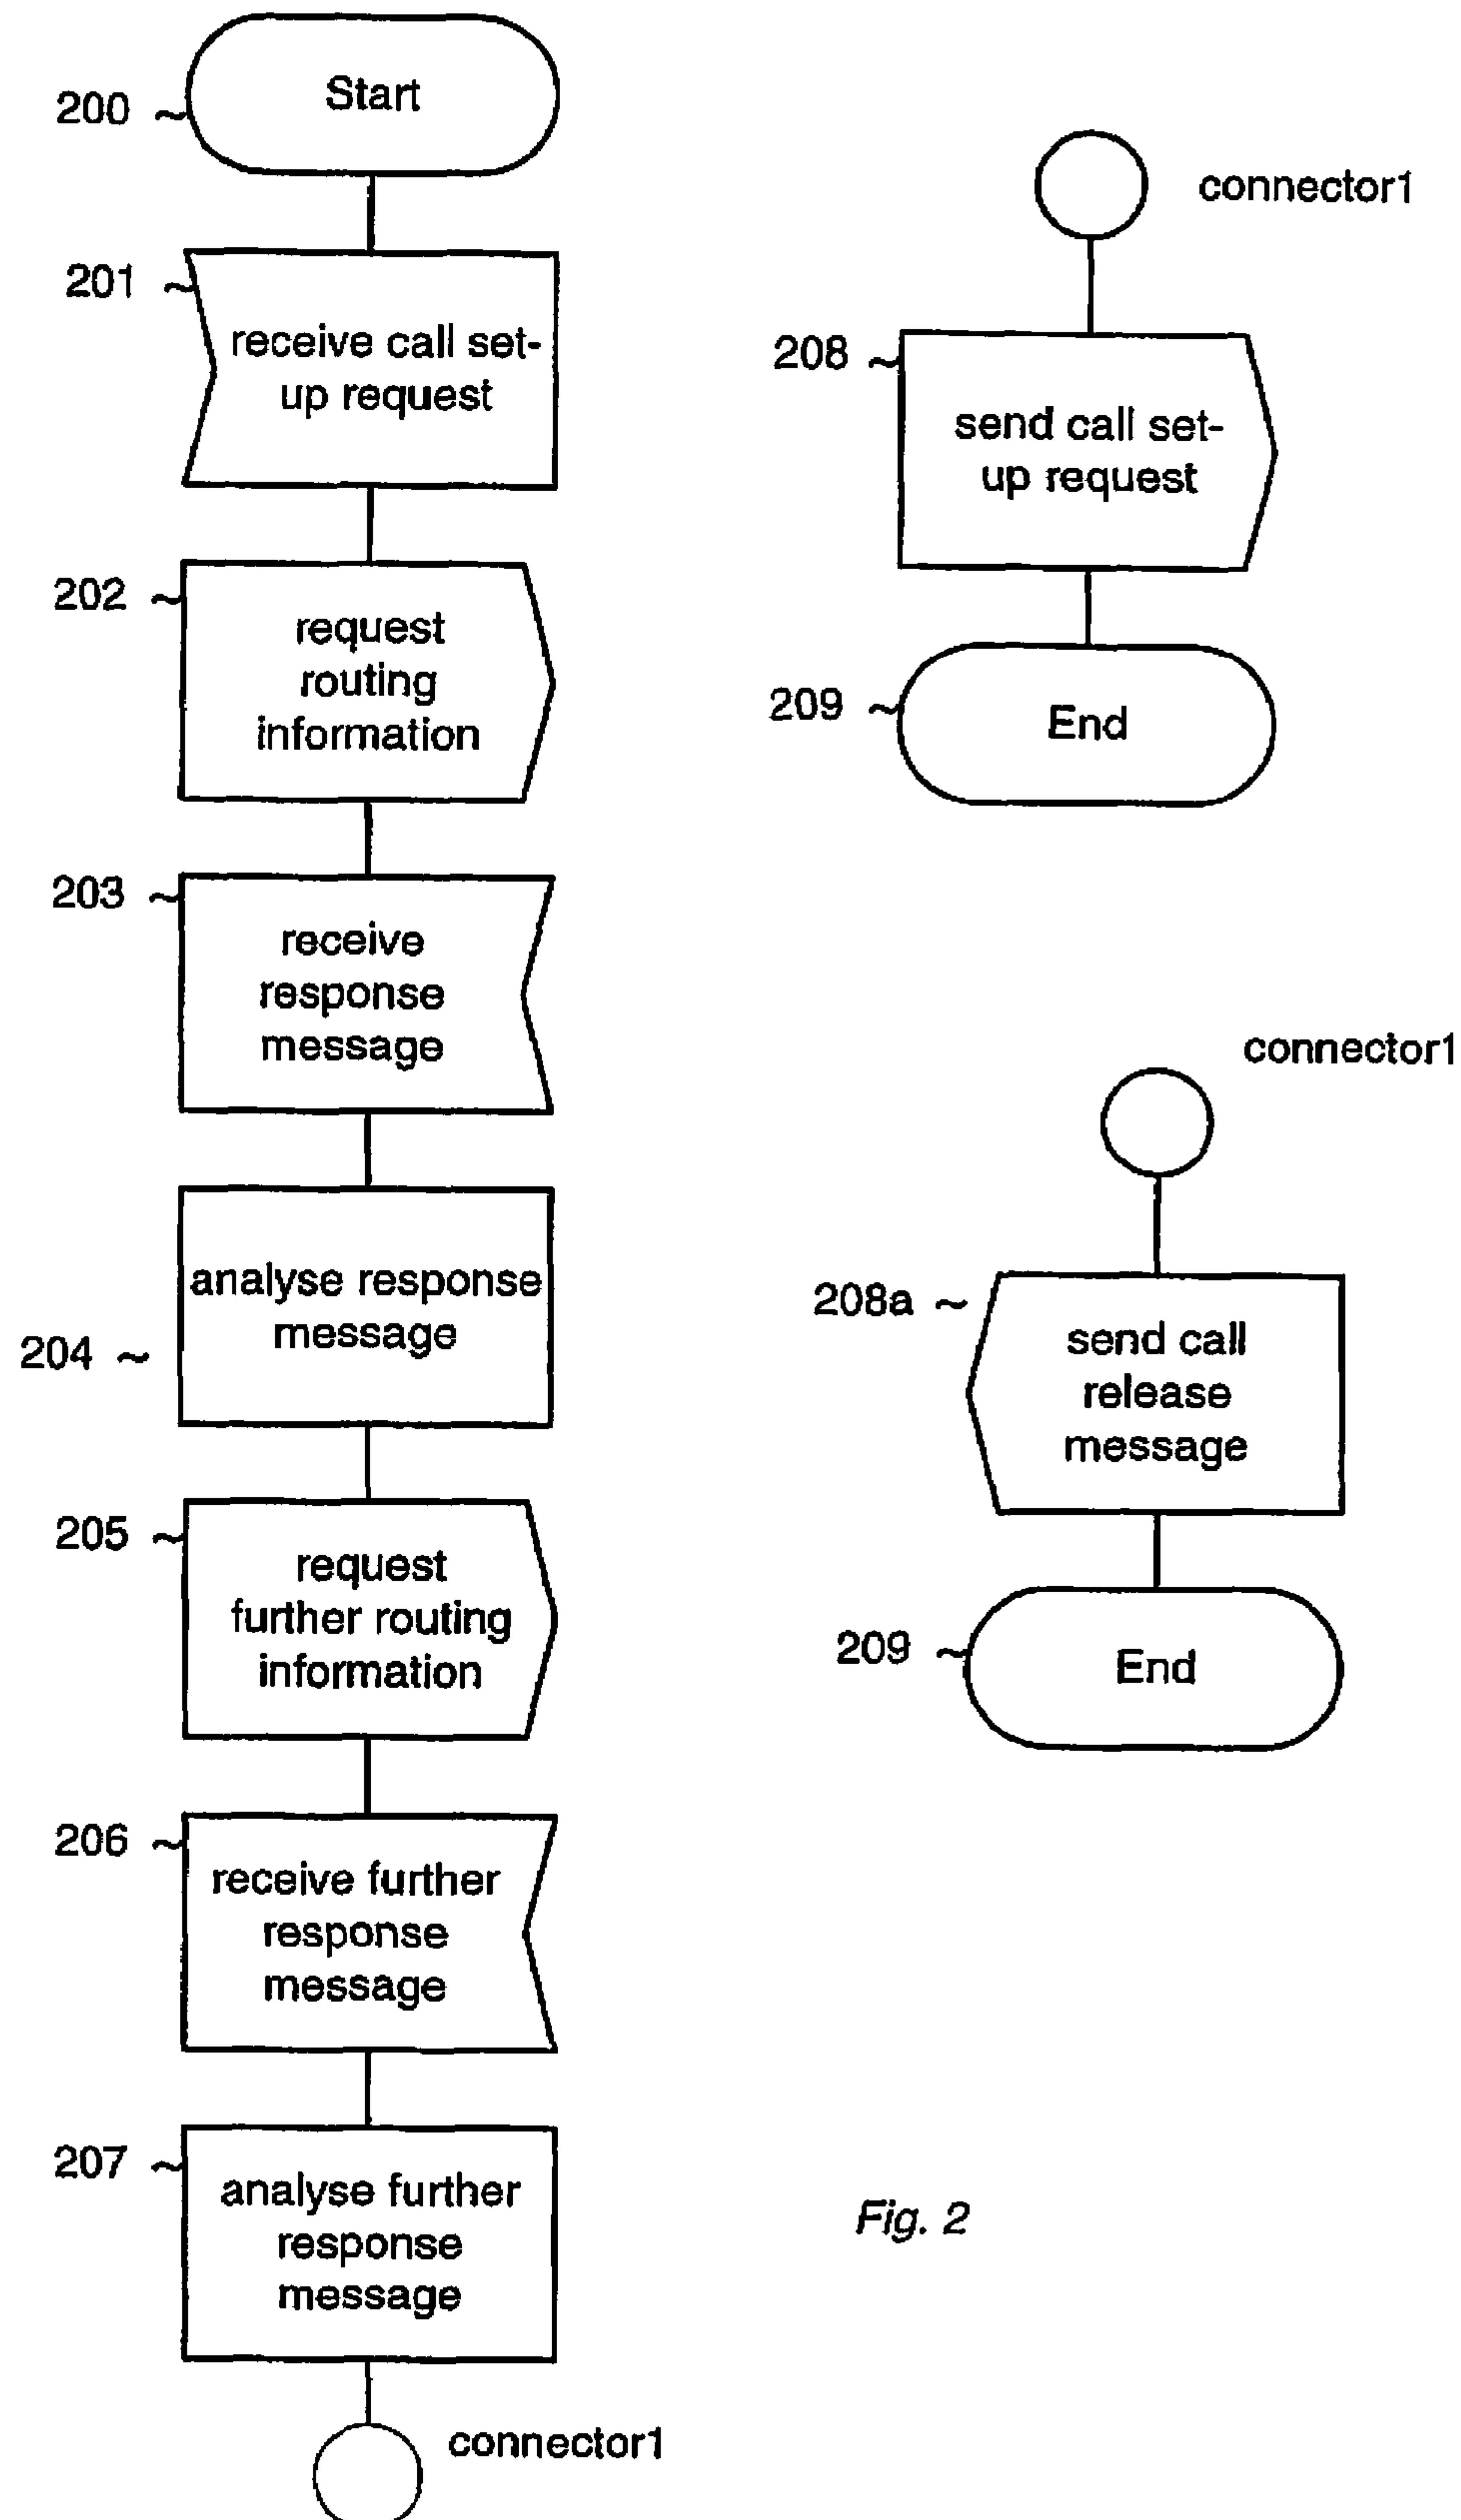 200
Start
201
receive call set-
up request
202
request
routing
information
203
receive
response
message
204
analyse response
message
205
request
further routing
information
206
receive further
response
message
207
analyse further
response
message
connector1
connector1
208
send call set-
up request
209
End
connector1
208a
send call
release
message
209
End
Fig. 2